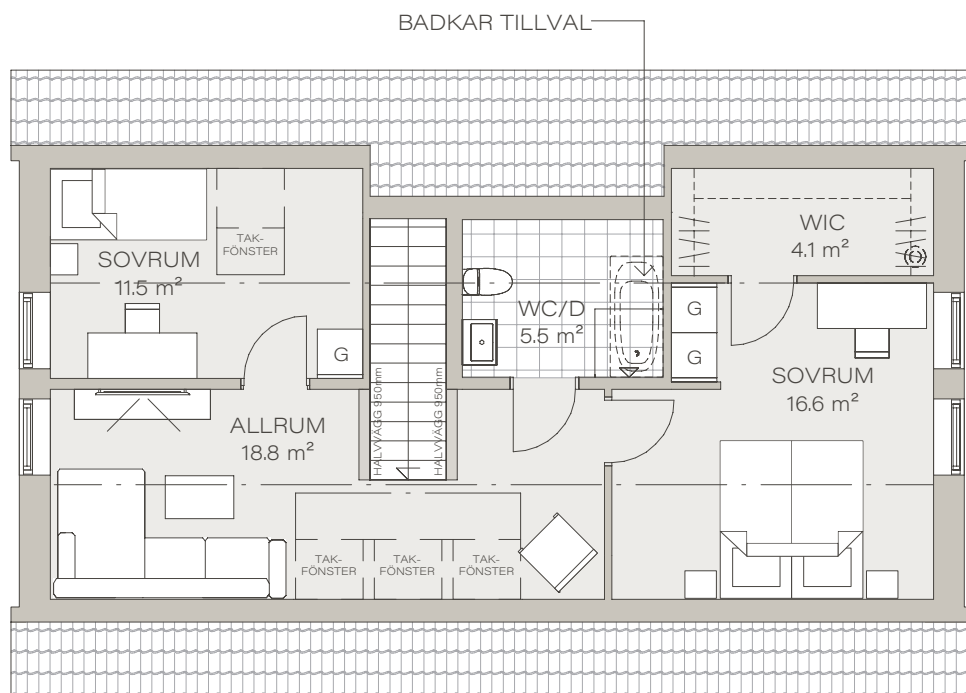 BADKAR TILLVAL
TAK-
FÖNSTER
SOVRUM
11.5 m²
G
WC/D
5.5 m²
WIC
4.1 m²
G
G
SOVRUM
16.6 m²
HALVVÄGG 950mm
HALVVÄGG 950mm
ALLRUM
18.8 m²
TAK-
FÖNSTER
TAK-
FÖNSTER
TAK-
FÖNSTER